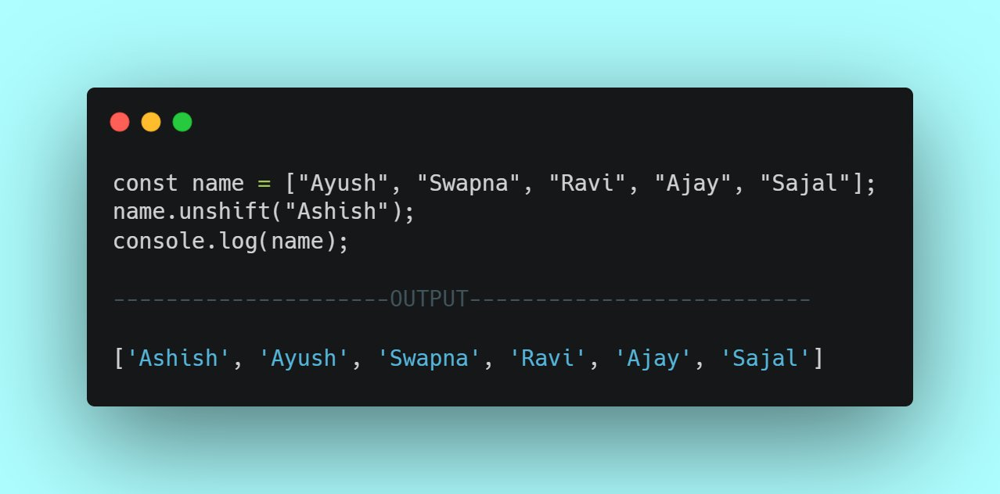 const name = ["Ayush", "Swapna", "Ravi", "Ajay", "Sajal"];
name.unshift("Ashish");
console.log(name);
---------------------OUTPUT--------------------------
['Ashish', 'Ayush', 'Swapna', 'Ravi', 'Ajay', 'Sajal']